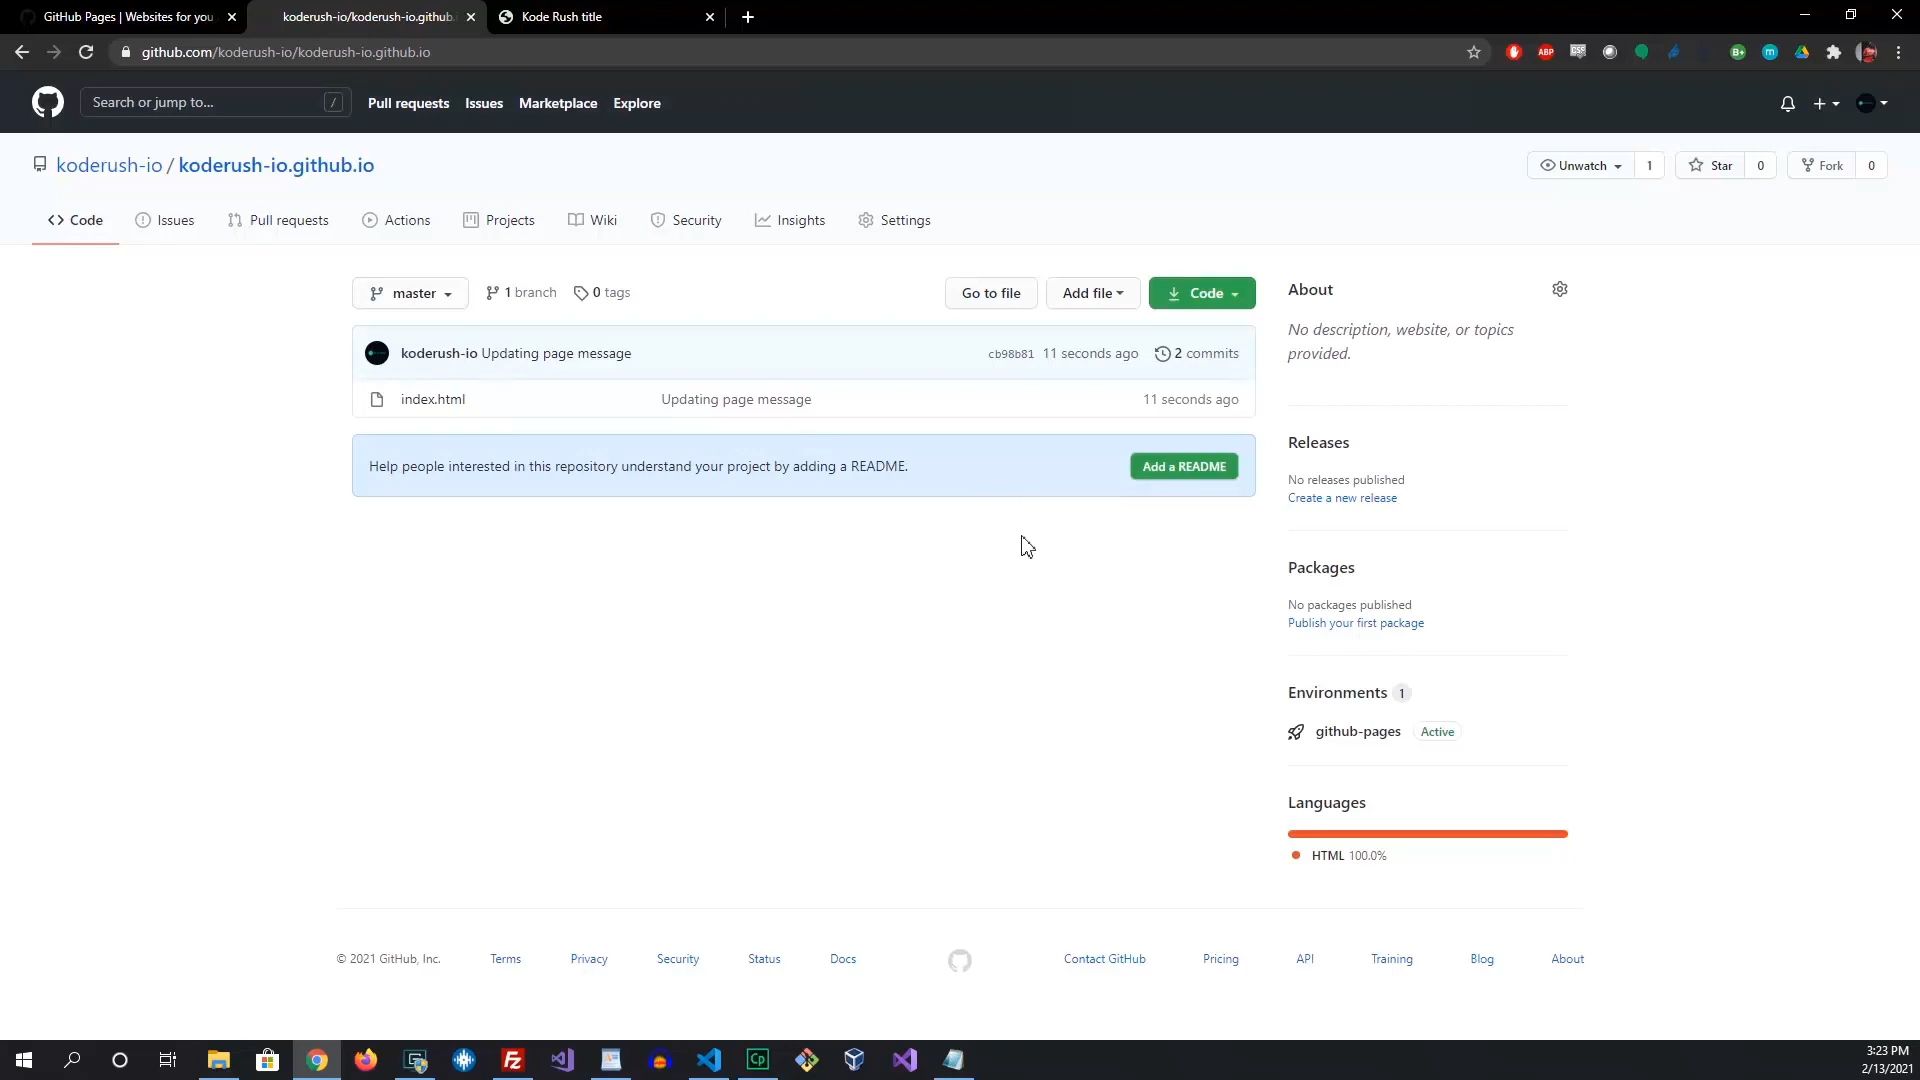 GitHub Pages | Websites for you
koderush-io/koderush-io.github.
Kode Rush title
github.com/koderush-io/koderush-io.github.io
ABP
CSP
B+
m
Search or jump to...
/
Pull requests
Issues
Marketplace
Explore
koderush-io / koderush-io.github.io
Unwatch
1
Star
0
Fork
0
Code
Issues
Pull requests
Actions
Projects
Wiki
Security
Insights
Settings
master
1 branch
0 tags
Go to file
Add file
Code
koderush-io Updating page message
cb98b81
11 seconds ago
2 commits
index.html
Updating page message
11 seconds ago
Help people interested in this repository understand your project by adding a README.
Add a README
About
No description, website, or topics
provided.
Releases
No releases published
Create a new release
Packages
No packages published
Publish your first package
Environments 1
github-pages
Active
Languages
HTML 100.0%
© 2021 GitHub, Inc.
Terms
Privacy
Security
Status
Docs
Contact GitHub
Pricing
API
Training
Blog
About
Fz
Cp
3:23 PM
2/13/2021